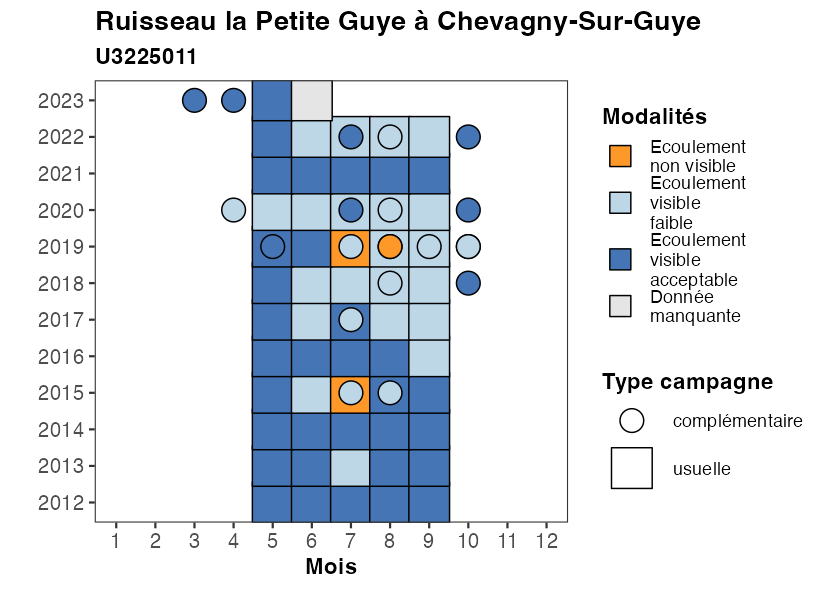 Ruisseau la Petite Guye à Chevagny-Sur-Guye
U3225011
2023
2022
2021
2020
2019
2018
2017
2016
2015
2014
2013
2012
1 2 3 4 5 6 7 8 9 10 11 12
Mois
Modalités
Ecoulement
non visible
Ecoulement
visible
faible
Ecoulement
visible
acceptable
Donnée
manquante
Type campagne
complémentaire
usuelle